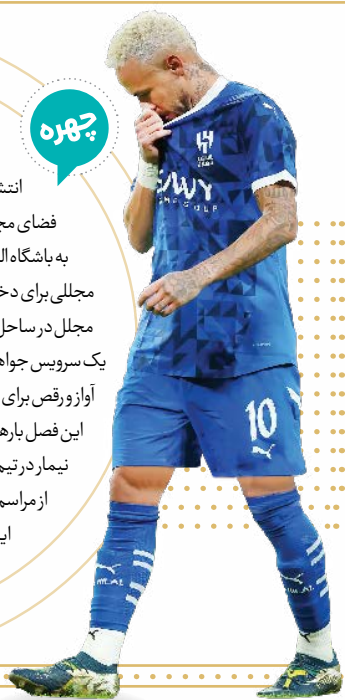 چهره
انتش
فضای مج
به باشگاه ال
مجللی برای دخ
مجلل در ساحل
یک سرویس جواه
آواز و رقص برای
این فصل بارها
نیمار در تیم
از مراسم
ای
10